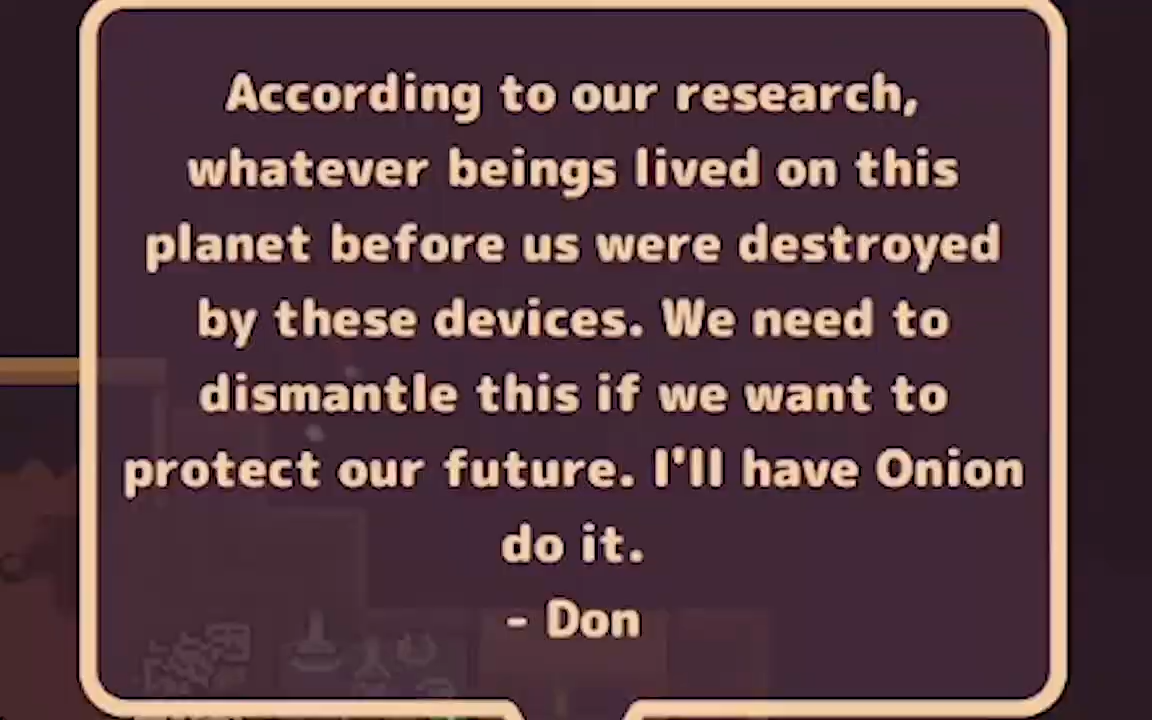 According to our research,
whatever beings lived on this
planet before us were destroyed
by these devices. We need to
dismantle this if we want to
protect our future. I'll have Onion
do it.
- Don